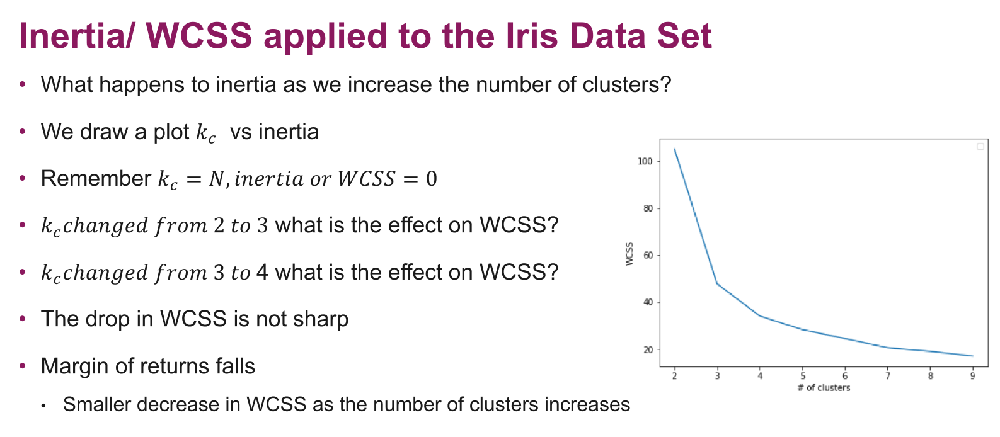 Inertia/ WCSS applied to the Iris Data Set
• What happens to inertia as we increase the number of clusters?
• We draw a plot k_c vs inertia
• Remember k_c = N, inertia or WCSS = 0
• k_c changed from 2 to 3 what is the effect on WCSS?
• k_c changed from 3 to 4 what is the effect on WCSS?
• The drop in WCSS is not sharp
• Margin of returns falls
• Smaller decrease in WCSS as the number of clusters increases
100
80
60
40
20
WCSS
2 3 4 5 6 7 8 9
# of clusters